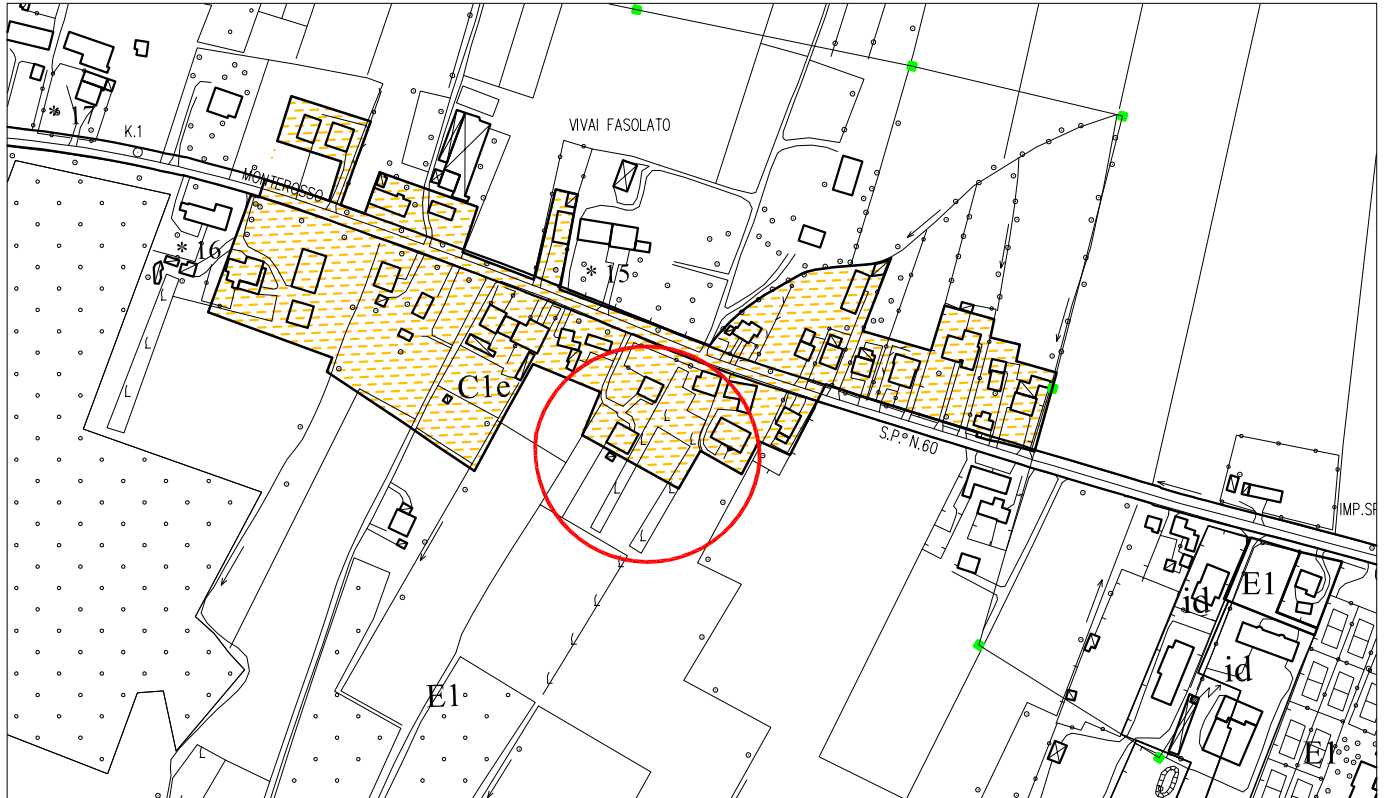 * 17
K.1
VIVAI FASOLATO
MONTEROSSO
* 16
* 15
C1e
S.P. N.60
IMP.SP
E1
id
id
E1
E1